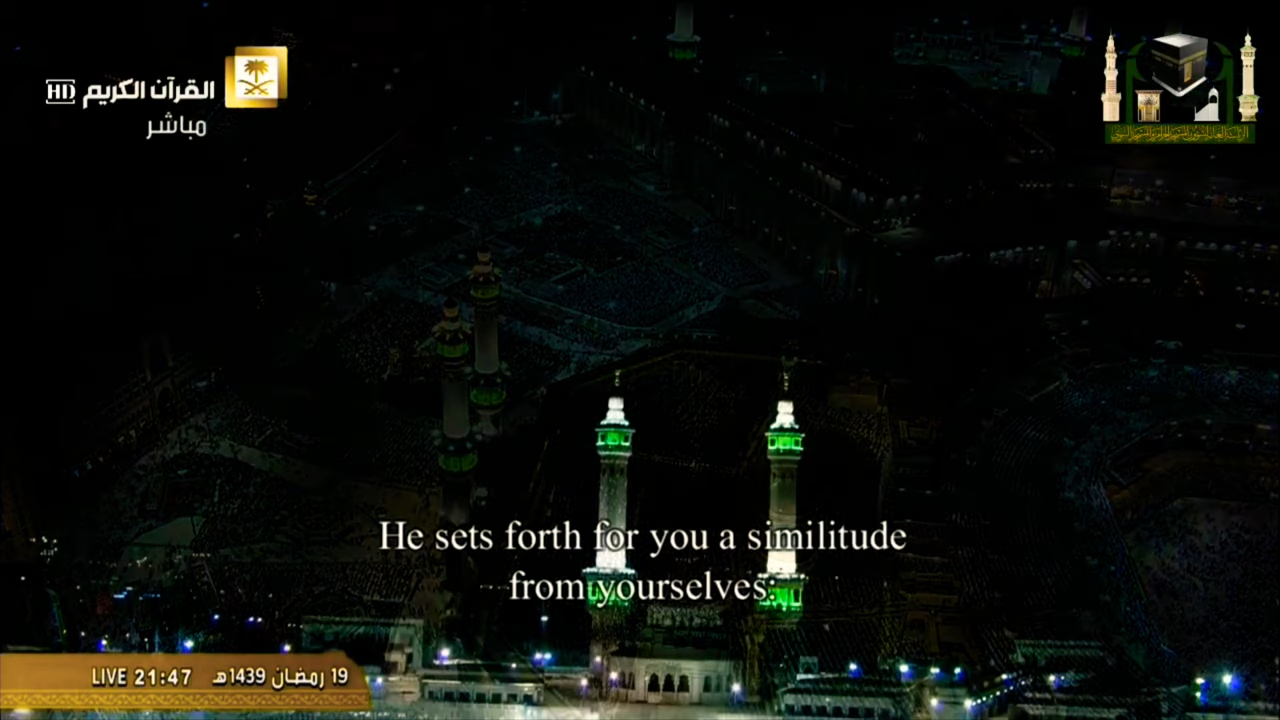 القرآن الكريم HD
مباشر
He sets forth for you a similitude
from yourselves:
LIVE 21:47 19 رمضان 1439هـ